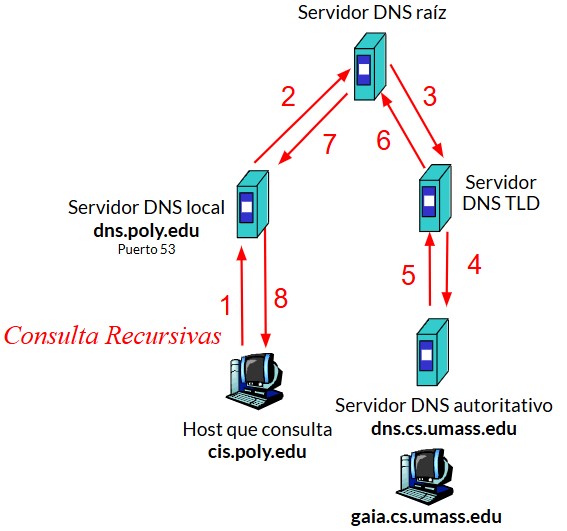 Servidor DNS raíz
2
3
7
6
Servidor DNS local
dns.poly.edu
Puerto 53
Servidor
DNS TLD
1
8
5
4
Consulta Recursivas
Host que consulta
cis.poly.edu
Servidor DNS autoritativo
dns.cs.umass.edu
gaia.cs.umass.edu